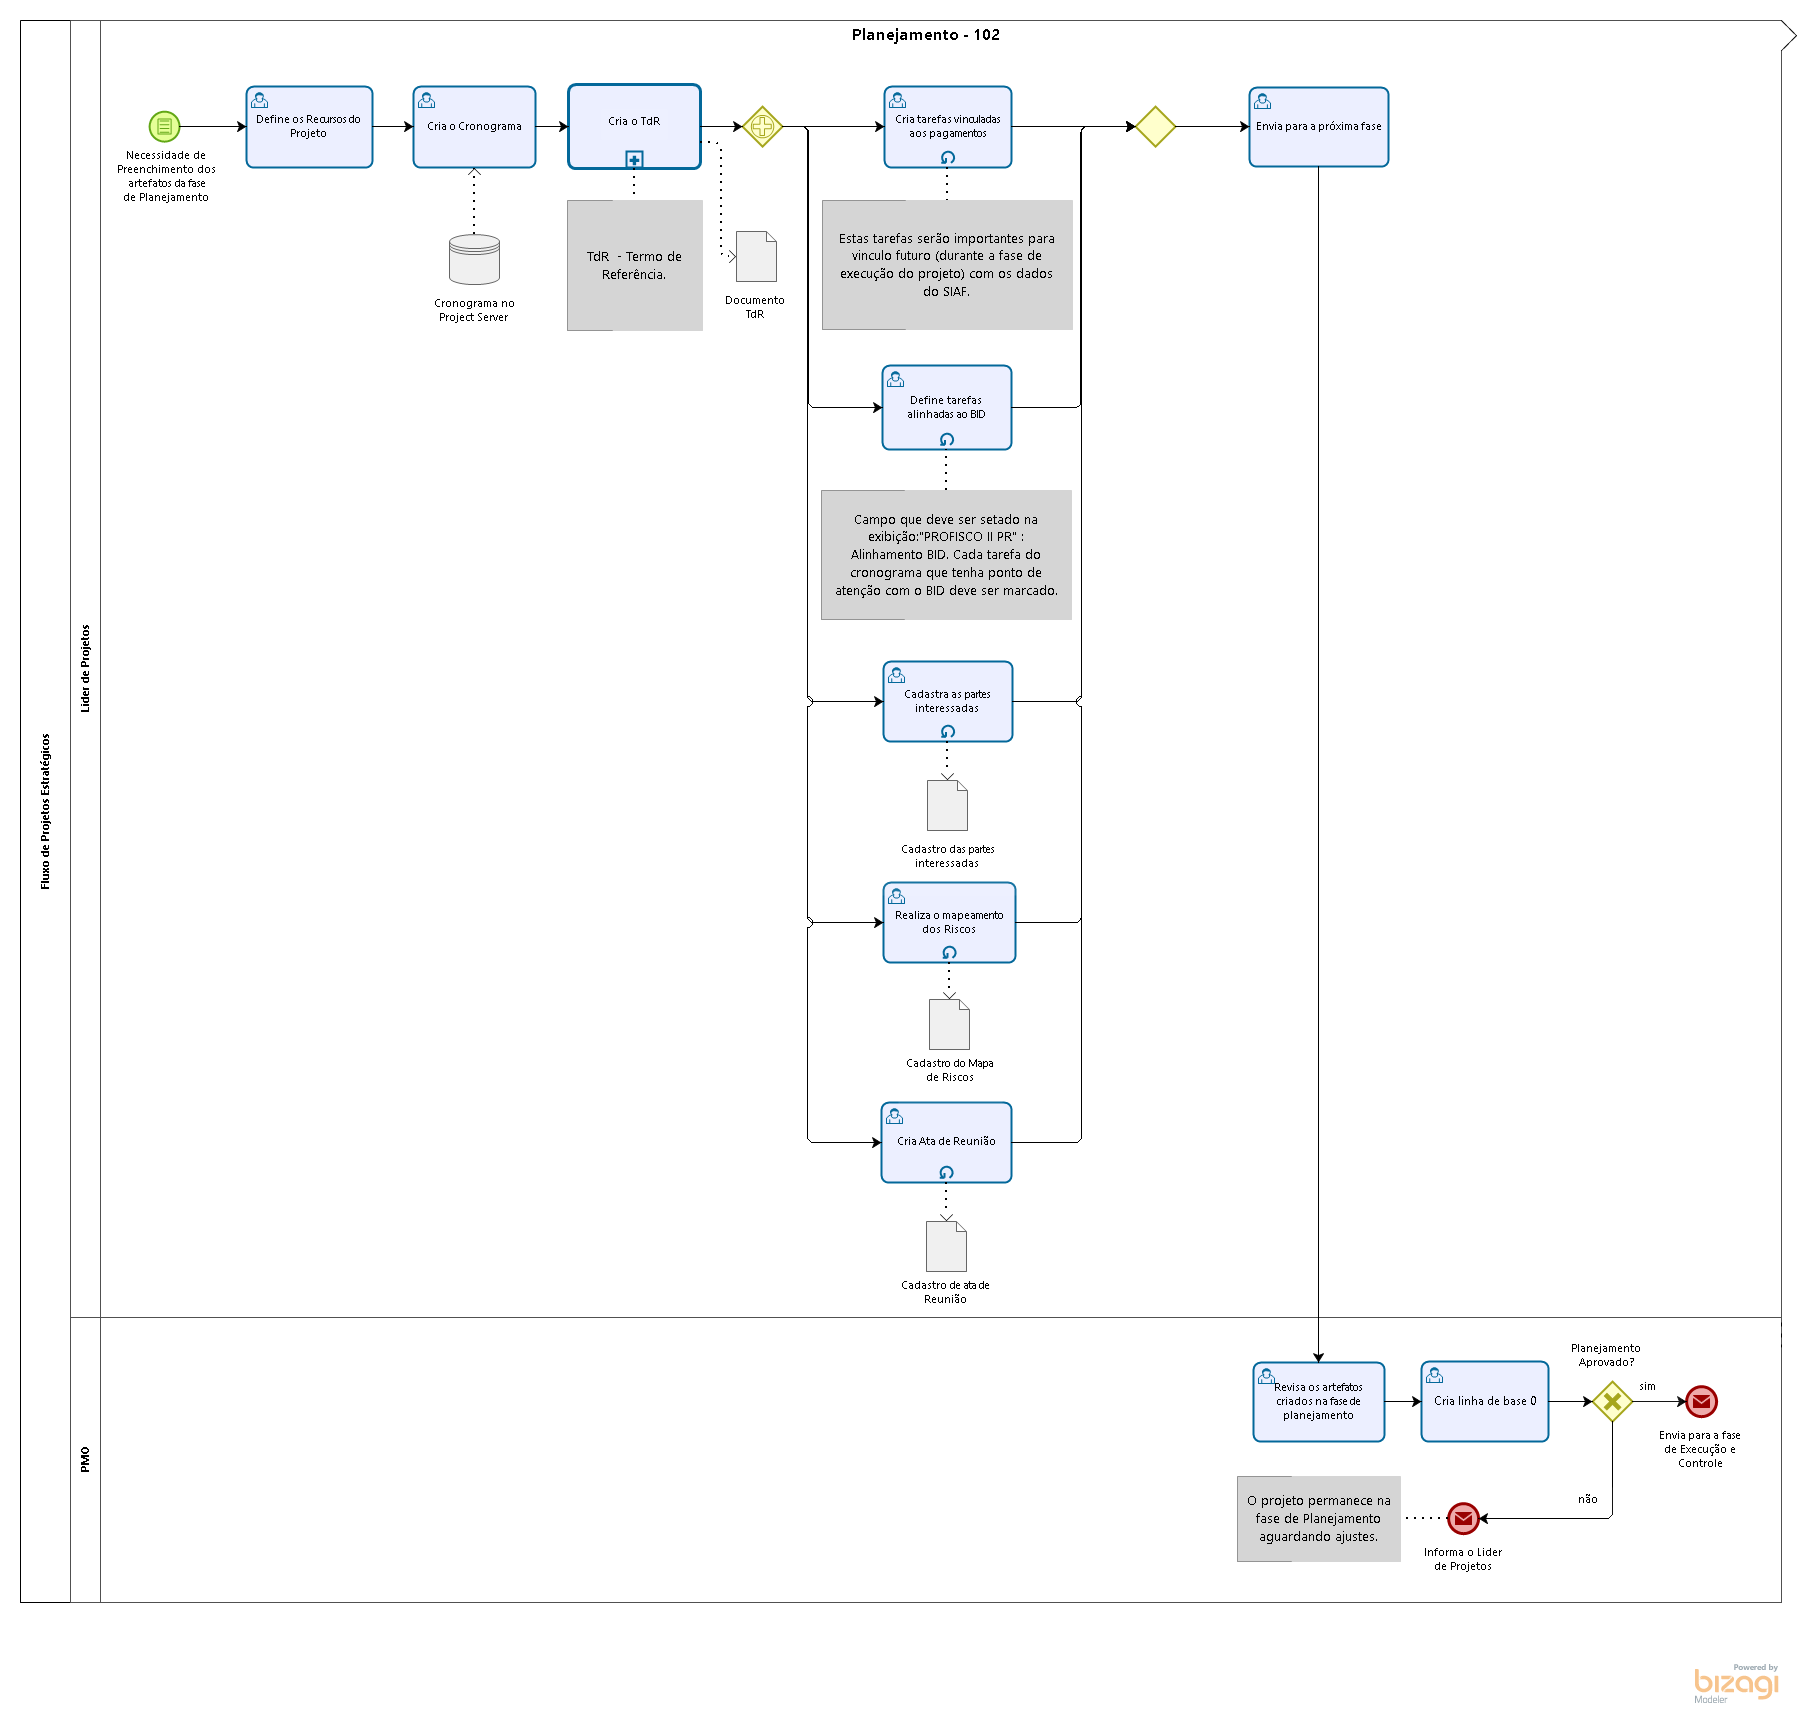 Planejamento - 102
Fluxo de Projetos Estratégicos
Lider de Projetos
Necessidade de
Preenchimento dos
artefatos da fase
de Planejamento
Define os Recursos do
Projeto
Cria o Cronograma
Cronograma no
Project Server
Cria o TdR
TdR - Termo de
Referência.
Documento
TdR
Cria tarefas vinculadas
aos pagamentos
Estas tarefas serão importantes para
vinculo futuro (durante a fase de
execução do projeto) com os dados
do SIAF.
Envia para a próxima fase
Define tarefas
alinhadas ao BID
Campo que deve ser setado na
exibição:"PROFISCO II PR" :
Alinhamento BID. Cada tarefa do
cronograma que tenha ponto de
atenção com o BID deve ser marcado.
Cadastra as partes
interessadas
Cadastro das partes
interessadas
Realiza o mapeamento
dos Riscos
Cadastro do Mapa
de Riscos
Cria Ata de Reunião
Cadastro de ata de
Reunião
PMO
Revisa os artefatos
criados na fase de
planejamento
Cria linha de base 0
Planejamento
Aprovado?
sim
Envia para a fase
de Execução e
Controle
não
Informa o Lider
de Projetos
O projeto permanece na
fase de Planejamento
aguardando ajustes.
Powered by
bizagi
Modeler